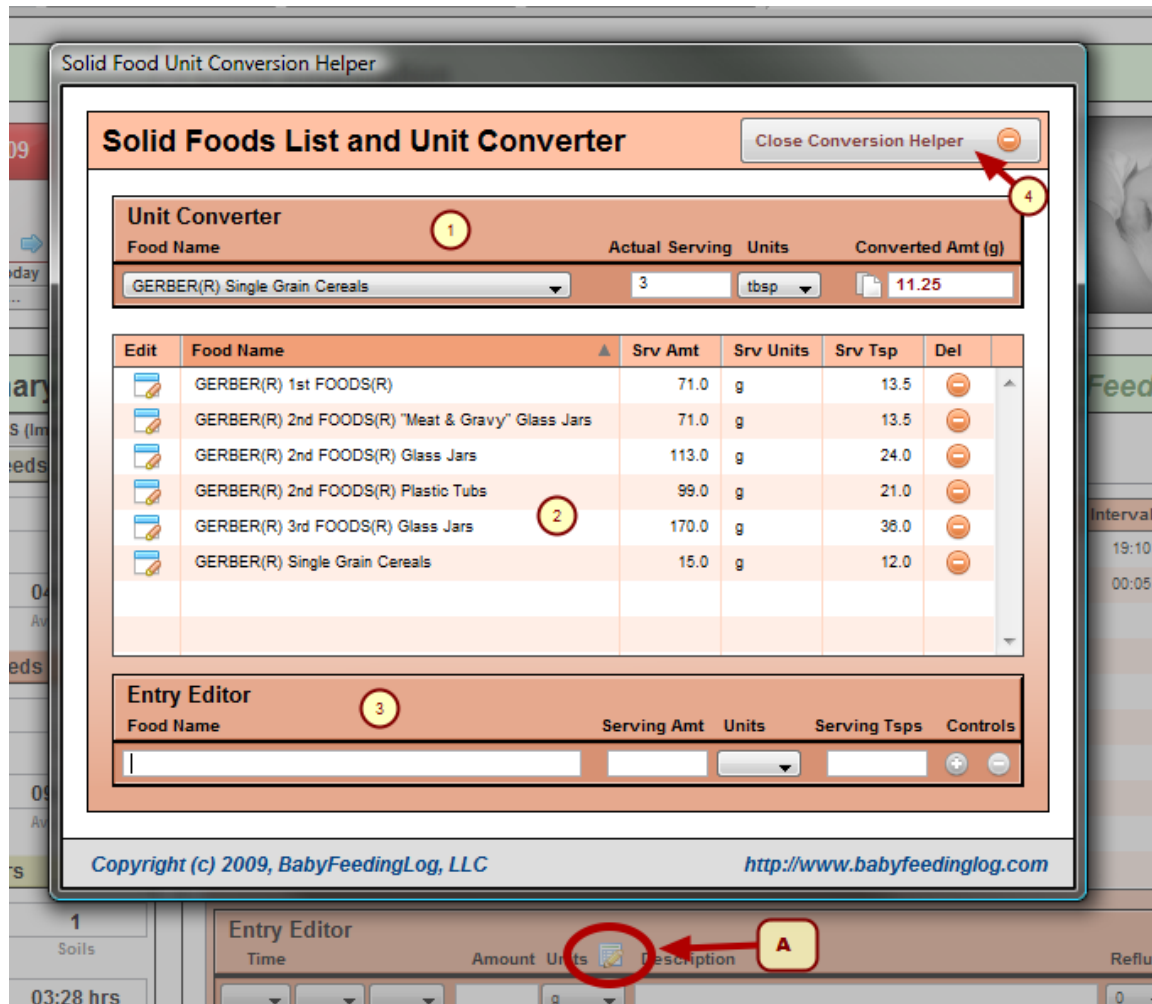 Solid Food Unit Conversion Helper
Solid Foods List and Unit Converter
Close Conversion Helper
4
Unit Converter
1
Food Name Actual Serving Units Converted Amt (g)
GERBER(R) Single Grain Cereals 3 tbsp 11.25
Edit Food Name Srv Amt Srv Units Srv Tsp Del
GERBER(R) 1st FOODS(R) 71.0 g 13.5
GERBER(R) 2nd FOODS(R) "Meat & Gravy" Glass Jars 71.0 g 13.5
GERBER(R) 2nd FOODS(R) Glass Jars 113.0 g 24.0
GERBER(R) 2nd FOODS(R) Plastic Tubs 99.0 g 21.0
2
GERBER(R) 3rd FOODS(R) Glass Jars 170.0 g 36.0
GERBER(R) Single Grain Cereals 15.0 g 12.0
Entry Editor
3
Food Name Serving Amt Units Serving Tsps Controls
Copyright (c) 2009, BabyFeedingLog, LLC http://www.babyfeedinglog.com
09
Feed
Interval
19:10
00:05
1
Soils
03:28 hrs
Entry Editor
A
Time Amount Units Description
g 0